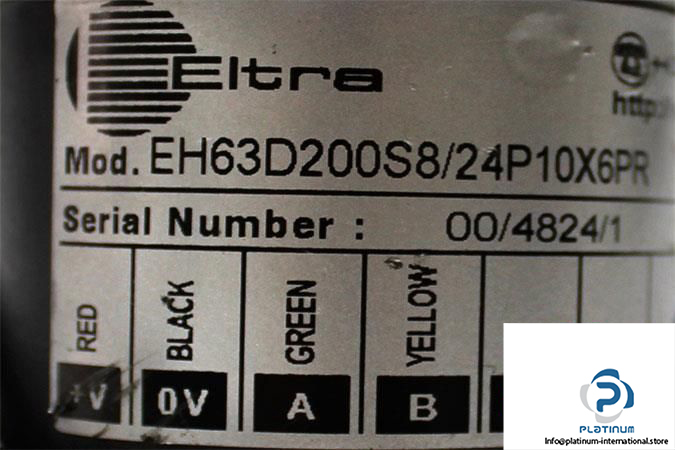 Eltra
http:
Mod. EH63D200S8/24P10X6PR
Serial Number : 00/4824/1
RED BLACK GREEN YELLOW
+V 0V A B
PLATINUM
Info@platinum-international.store